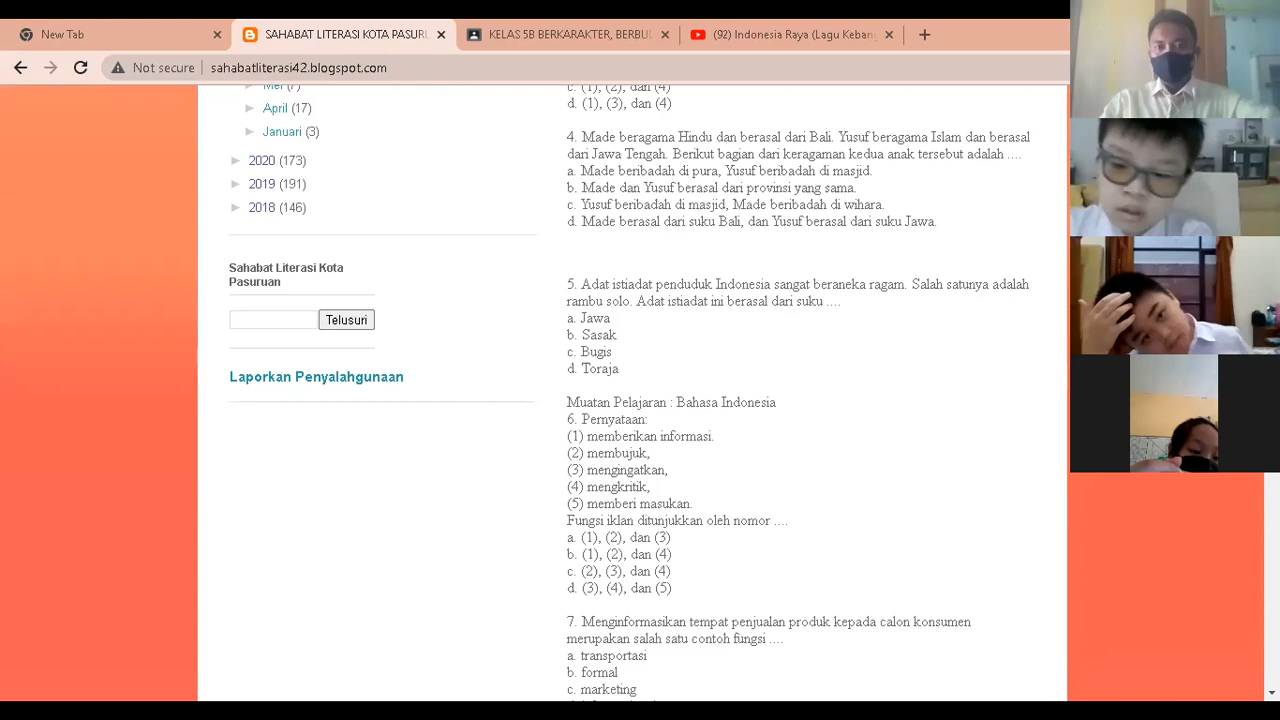 New Tab
SAHABAT LITERASI KOTA PASURU
KELAS 5B BERKARAKTER, BERBUL
(92) Indonesia Raya (Lagu Kebang
Not secure
sahabatliterasi42.blogspot.com
Mei (7)
April (17)
Januari (3)
2020 (173)
2019 (191)
2018 (146)
Sahabat Literasi Kota
Pasuruan
Telusuri
Laporkan Penyalahgunaan
c. (1), (2), dan (4)
d. (1), (3), dan (4)
4. Made beragama Hindu dan berasal dari Bali. Yusuf beragama Islam dan berasal
dari Jawa Tengah. Berikut bagian dari keragaman kedua anak tersebut adalah ....
a. Made beribadah di pura, Yusuf beribadah di masjid.
b. Made dan Yusuf berasal dari provinsi yang sama.
c. Yusuf beribadah di masjid, Made beribadah di wihara.
d. Made berasal dari suku Bali, dan Yusuf berasal dari suku Jawa.
5. Adat istiadat penduduk Indonesia sangat beraneka ragam. Salah satunya adalah
rambu solo. Adat istiadat ini berasal dari suku ....
a. Jawa
b. Sasak
c. Bugis
d. Toraja
Muatan Pelajaran : Bahasa Indonesia
6. Pernyataan:
(1) memberikan informasi.
(2) membujuk,
(3) mengingatkan,
(4) mengkritik,
(5) memberi masukan.
Fungsi iklan ditunjukkan oleh nomor ....
a. (1), (2), dan (3)
b. (1), (2), dan (4)
c. (2), (3), dan (4)
d. (3), (4), dan (5)
7. Menginformasikan tempat penjualan produk kepada calon konsumen
merupakan salah satu contoh fungsi ....
a. transportasi
b. formal
c. marketing